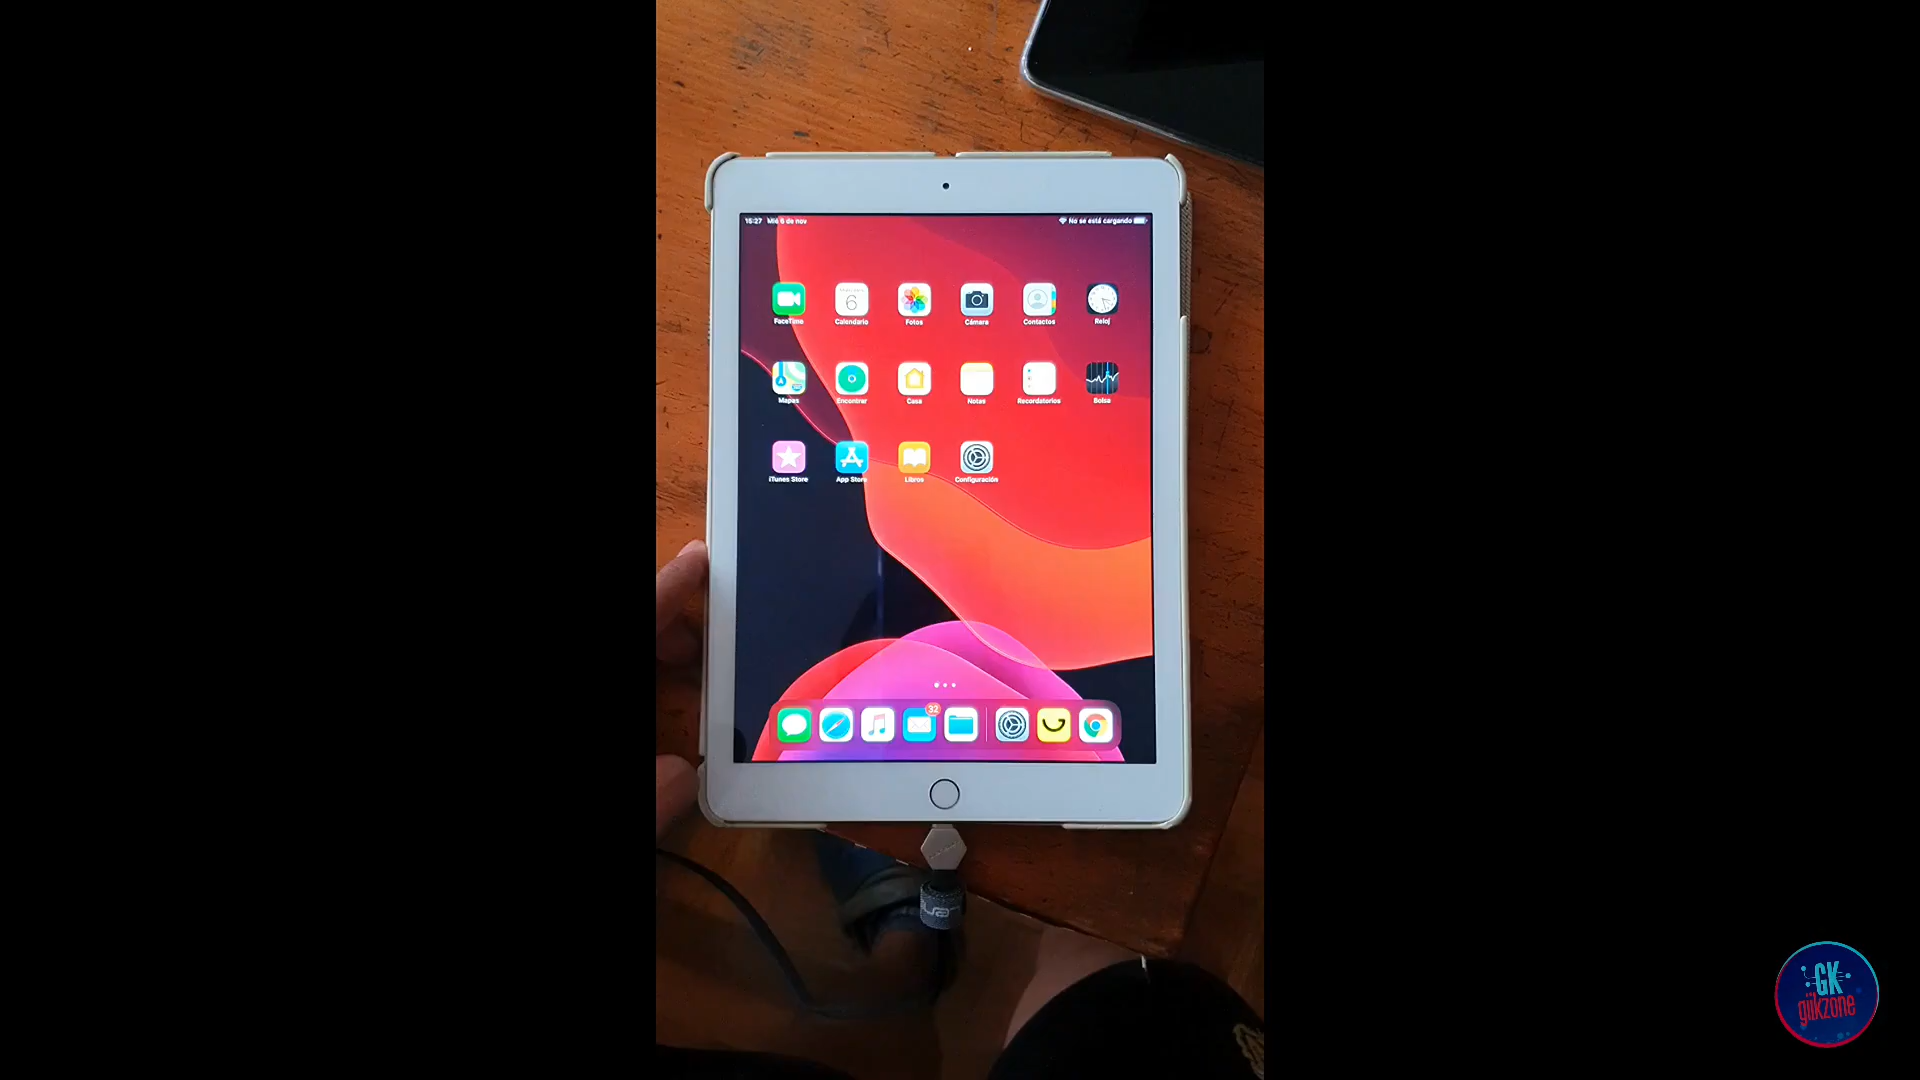 16:27 Mié 6 de nov
No se está cargando
6
FaceTime Calendario Fotos Cámara Contactos Reloj
Mapas Encontrar Casa Notas Recordatorios Bolsa
iTunes Store App Store Libros Configuración
32
GK
giikzone